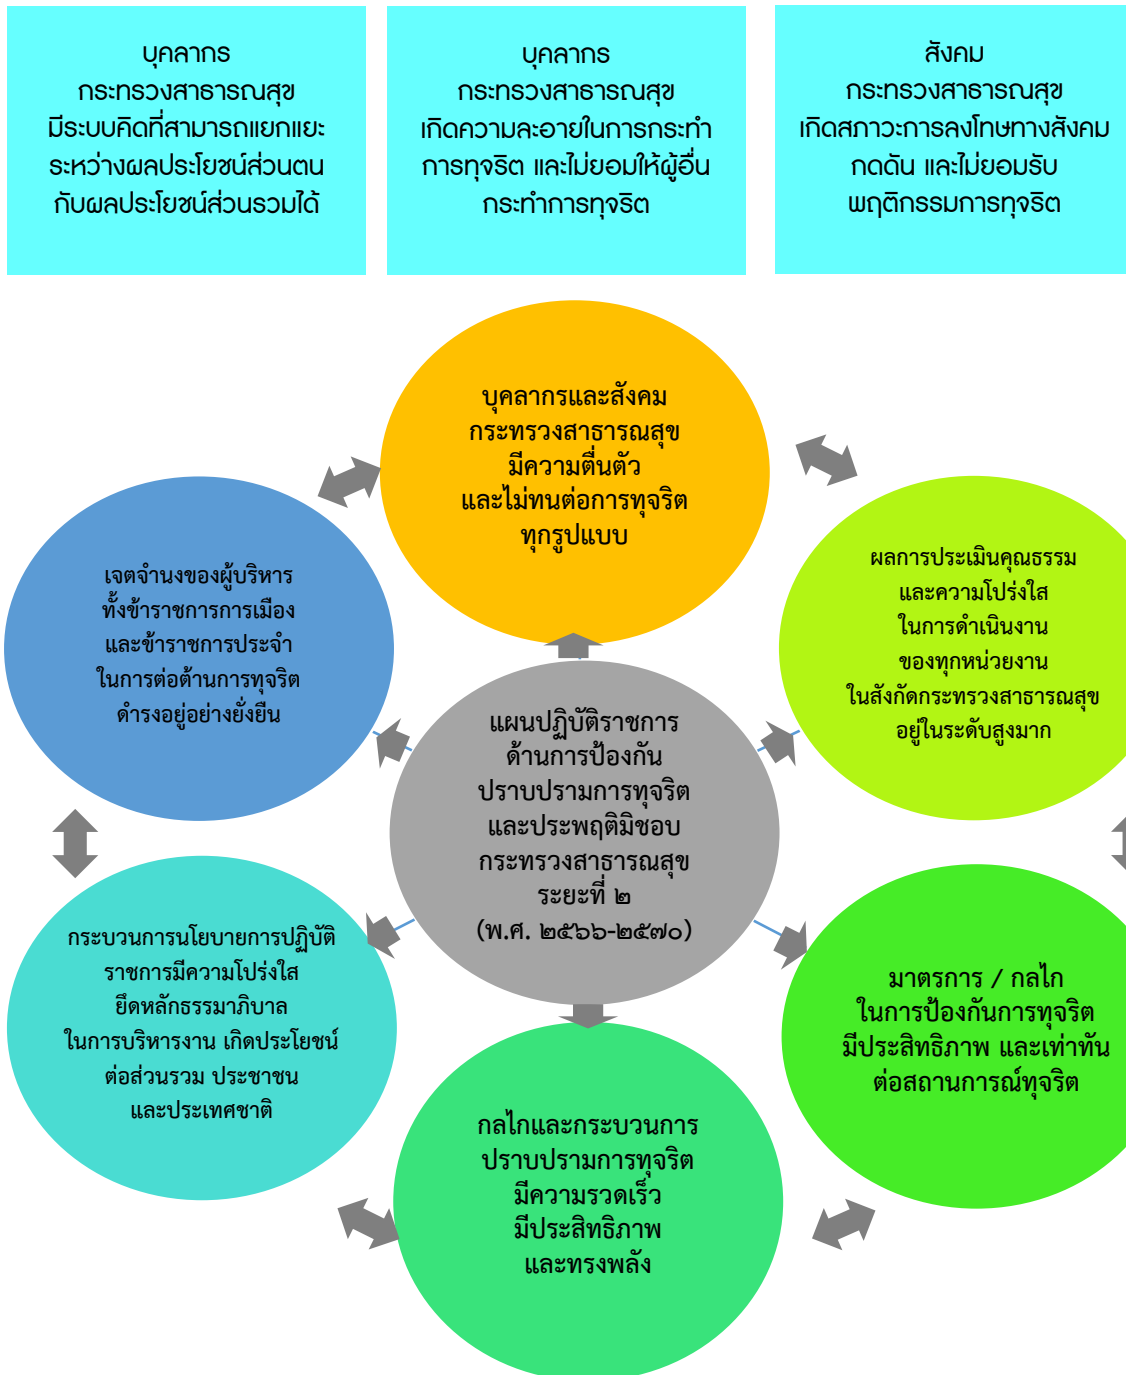 บุคลากร
กระทรวงสาธารณสุข
มีระบบคิดที่สามารถแยกแยะ
ระหว่างผลประโยชน์ส่วนตน
กับผลประโยชน์ส่วนรวมได้
บุคลากร
กระทรวงสาธารณสุข
เกิดความละอายในการกระทำ
การทุจริต และไม่ยอมให้ผู้อื่น
กระทำการทุจริต
สังคม
กระทรวงสาธารณสุข
เกิดสภาวะการลงโทษทางสังคม
กดดัน และไม่ยอมรับ
พฤติกรรมการทุจริต
บุคลากรและสังคม
กระทรวงสาธารณสุข
มีความตื่นตัว
และไม่ทนต่อการทุจริต
ทุกรูปแบบ
เจตจำนงของผู้บริหาร
ทั้งข้าราชการการเมือง
และข้าราชการประจำ
ในการต่อต้านการทุจริต
ดำรงอยู่อย่างยั่งยืน
ผลการประเมินคุณธรรม
และความโปร่งใส
ในการดำเนินงาน
ของทุกหน่วยงาน
ในสังกัดกระทรวงสาธารณสุข
อยู่ในระดับสูงมาก
แผนปฏิบัติราชการ
ด้านการป้องกัน
ปราบปรามการทุจริต
และประพฤติมิชอบ
กระทรวงสาธารณสุข
ระยะที่ ๒
(พ.ศ. ๒๕๖๖-๒๕๗๐)
กระบวนการนโยบายการปฏิบัติ
ราชการมีความโปร่งใส
ยึดหลักธรรมาภิบาล
ในการบริหารงาน เกิดประโยชน์
ต่อส่วนรวม ประชาชน
และประเทศชาติ
มาตรการ / กลไก
ในการป้องกันการทุจริต
มีประสิทธิภาพ และเท่าทัน
ต่อสถานการณ์ทุจริต
กลไกและกระบวนการ
ปราบปรามการทุจริต
มีความรวดเร็ว
มีประสิทธิภาพ
และทรงพลัง